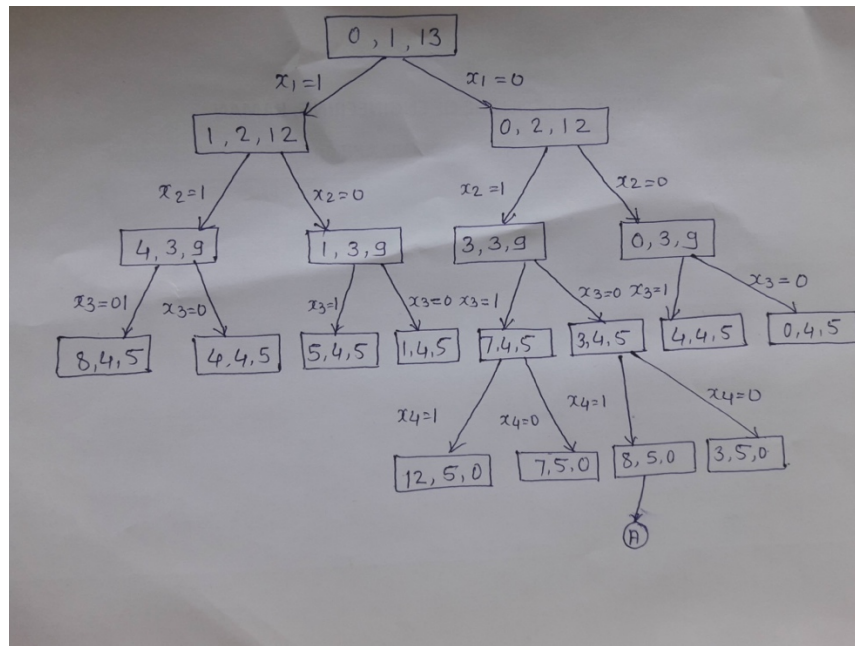 0, 1, 13
x1=1 x1=0
1, 2, 12 0, 2, 12
x2=1 x2=0 x2=1 x2=0
4, 3, 9 1, 3, 9 3, 3, 9 0, 3, 9
x3=01 x3=0 x3=1 x3=0 x3=1 x3=0 x3=1 x3=0
8, 4, 5 4, 4, 5 5, 4, 5 1, 4, 5 7, 4, 5 3, 4, 5 4, 4, 5 0, 4, 5
x4=1 x4=0 x4=1 x4=0
12, 5, 0 7, 5, 0 8, 5, 0 3, 5, 0
A